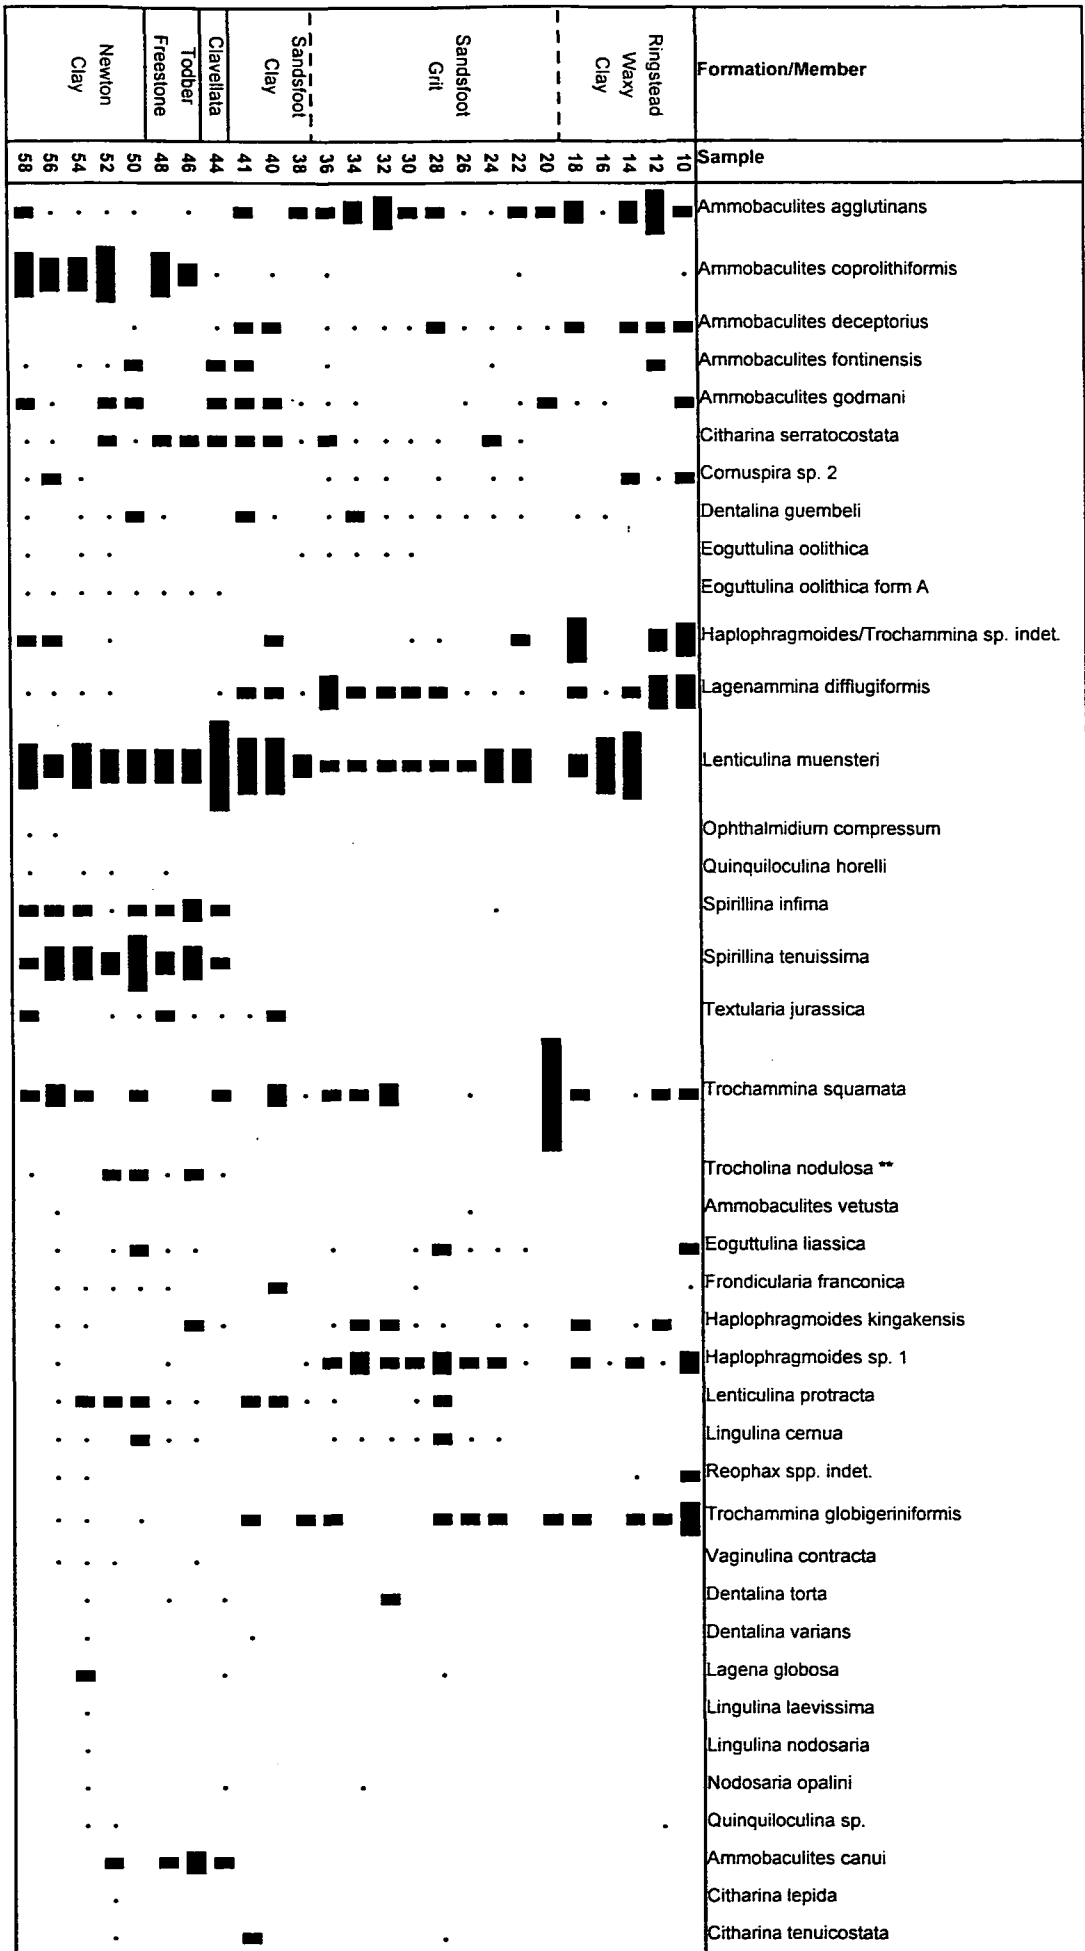 Formation/Member
Ringstead
Waxy
Clay
Sandsfoot
Grit
Sandsfoot
Clay
Clavellata
Todber
Freestone
Newton
Clay
Sample
10
12
14
16
18
20
22
24
26
28
30
32
34
36
38
40
41
44
46
48
50
52
54
56
58
Ammobaculites agglutinans
Ammobaculites coprolithiformis
Ammobaculites deceptorius
Ammobaculites fontinensis
Ammobaculites godmani
Citharina serratocostata
Cornuspira sp. 2
Dentalina guembeli
Eoguttulina oolithica
Eoguttulina oolithica form A
Haplophragmoides/Trochammina sp. indet.
Lagenammina difflugiformis
Lenticulina muensteri
Ophthalmidium compressum
Quinquiloculina horelli
Spirillina infima
Spirillina tenuissima
Textularia jurassica
Trochammina squamata
Trocholina nodulosa **
Ammobaculites vetusta
Eoguttulina liassica
Frondicularia franconica
Haplophragmoides kingakensis
Haplophragmoides sp. 1
Lenticulina protracta
Lingulina cernua
Reophax spp. indet.
Trochammina globigeriniformis
Vaginulina contracta
Dentalina torta
Dentalina varians
Lagena globosa
Lingulina laevissima
Lingulina nodosaria
Nodosaria opalini
Quinquiloculina sp.
Ammobaculites canui
Citharina lepida
Citharina tenuicostata